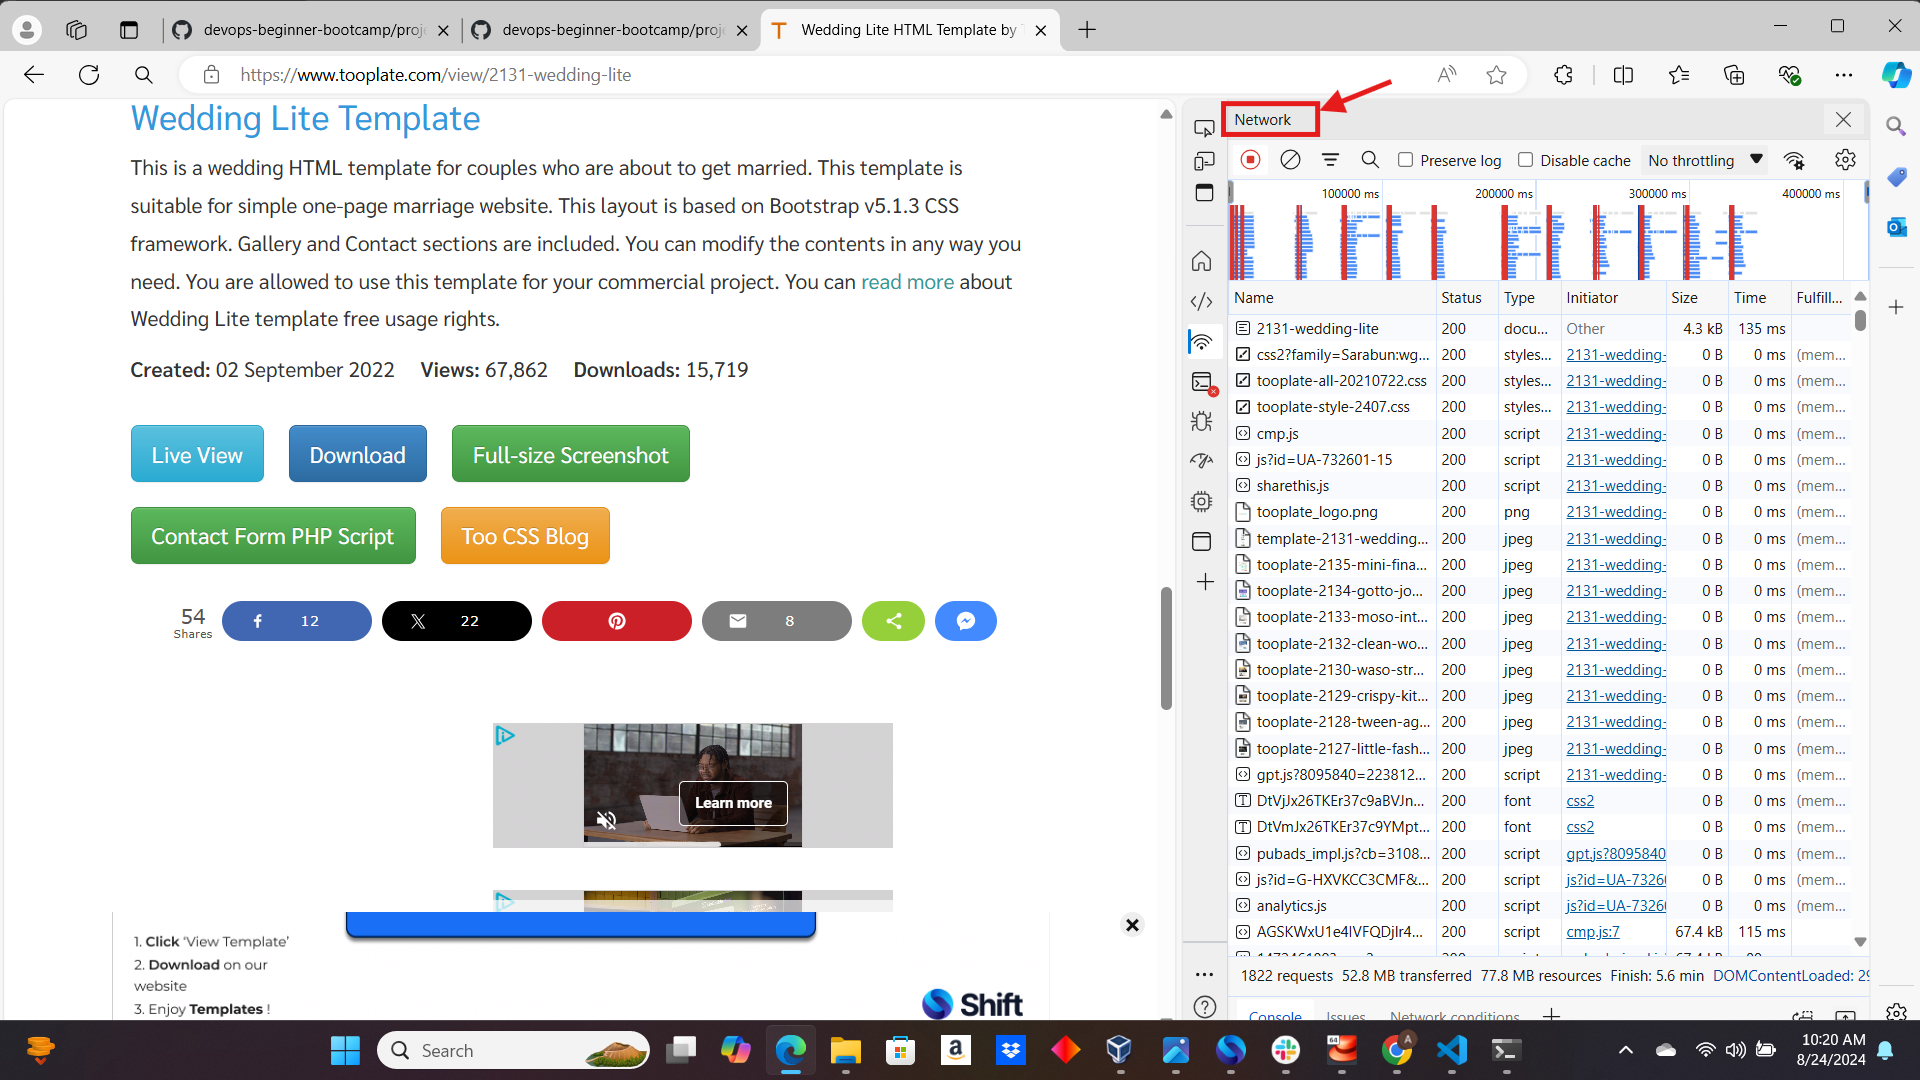 devops-beginner-bootcamp/proje
devops-beginner-bootcamp/proje
Wedding Lite HTML Template by T
https://www.tooplate.com/view/2131-wedding-lite
Wedding Lite Template
This is a wedding HTML template for couples who are about to get married. This template is
suitable for simple one-page marriage website. This layout is based on Bootstrap v5.1.3 CSS
framework. Gallery and Contact sections are included. You can modify the contents in any way you
need. You are allowed to use this template for your commercial project. You can read more about
Wedding Lite template free usage rights.
Created: 02 September 2022 Views: 67,862 Downloads: 15,719
Live View Download Full-size Screenshot
Contact Form PHP Script Too CSS Blog
54
Shares
12 22 8
Learn more
1. Click ‘View Template’
2. Download on our
website
3. Enjoy Templates !
Shift
Network
Preserve log Disable cache No throttling
100000 ms 200000 ms 300000 ms 400000 ms
Name Status Type Initiator Size Time Fulfill...
2131-wedding-lite 200 docu... Other 4.3 kB 135 ms
css2?family=Sarabun:wg... 200 styles... 2131-wedding- 0 B 0 ms (mem...
tooplate-all-20210722.css 200 styles... 2131-wedding- 0 B 0 ms (mem...
tooplate-style-2407.css 200 styles... 2131-wedding- 0 B 0 ms (mem...
cmp.js 200 script 2131-wedding- 0 B 0 ms (mem...
js?id=UA-732601-15 200 script 2131-wedding- 0 B 0 ms (mem...
sharethis.js 200 script 2131-wedding- 0 B 0 ms (mem...
tooplate_logo.png 200 png 2131-wedding- 0 B 0 ms (mem...
template-2131-wedding... 200 jpeg 2131-wedding- 0 B 0 ms (mem...
tooplate-2135-mini-fina... 200 jpeg 2131-wedding- 0 B 0 ms (mem...
tooplate-2134-gotto-jo... 200 jpeg 2131-wedding- 0 B 0 ms (mem...
tooplate-2133-moso-int... 200 jpeg 2131-wedding- 0 B 0 ms (mem...
tooplate-2132-clean-wo... 200 jpeg 2131-wedding- 0 B 0 ms (mem...
tooplate-2130-waso-str... 200 jpeg 2131-wedding- 0 B 0 ms (mem...
tooplate-2129-crispy-kit... 200 jpeg 2131-wedding- 0 B 0 ms (mem...
tooplate-2128-tween-ag... 200 jpeg 2131-wedding- 0 B 0 ms (mem...
tooplate-2127-little-fash... 200 jpeg 2131-wedding- 0 B 0 ms (mem...
gpt.js?8095840=223812... 200 script 2131-wedding- 0 B 0 ms (mem...
DtVjJx26TKEr37c9aBVJn... 200 font css2 0 B 0 ms (mem...
DtVmJx26TKEr37c9YMpt... 200 font css2 0 B 0 ms (mem...
pubads_impl.js?cb=3108... 200 script gpt.js?8095840 0 B 0 ms (mem...
js?id=G-HXVKCC3CMF&... 200 script js?id=UA-7326 0 B 0 ms (mem...
analytics.js 200 script js?id=UA-7326 0 B 0 ms (mem...
AGSKWxU1e4IVFQDjlr4... 200 script cmp.js:7 67.4 kB 115 ms
1822 requests 52.8 MB transferred 77.8 MB resources Finish: 5.6 min DOMContentLoaded: 29
Console Issues Network conditions
Search
10:20 AM
8/24/2024